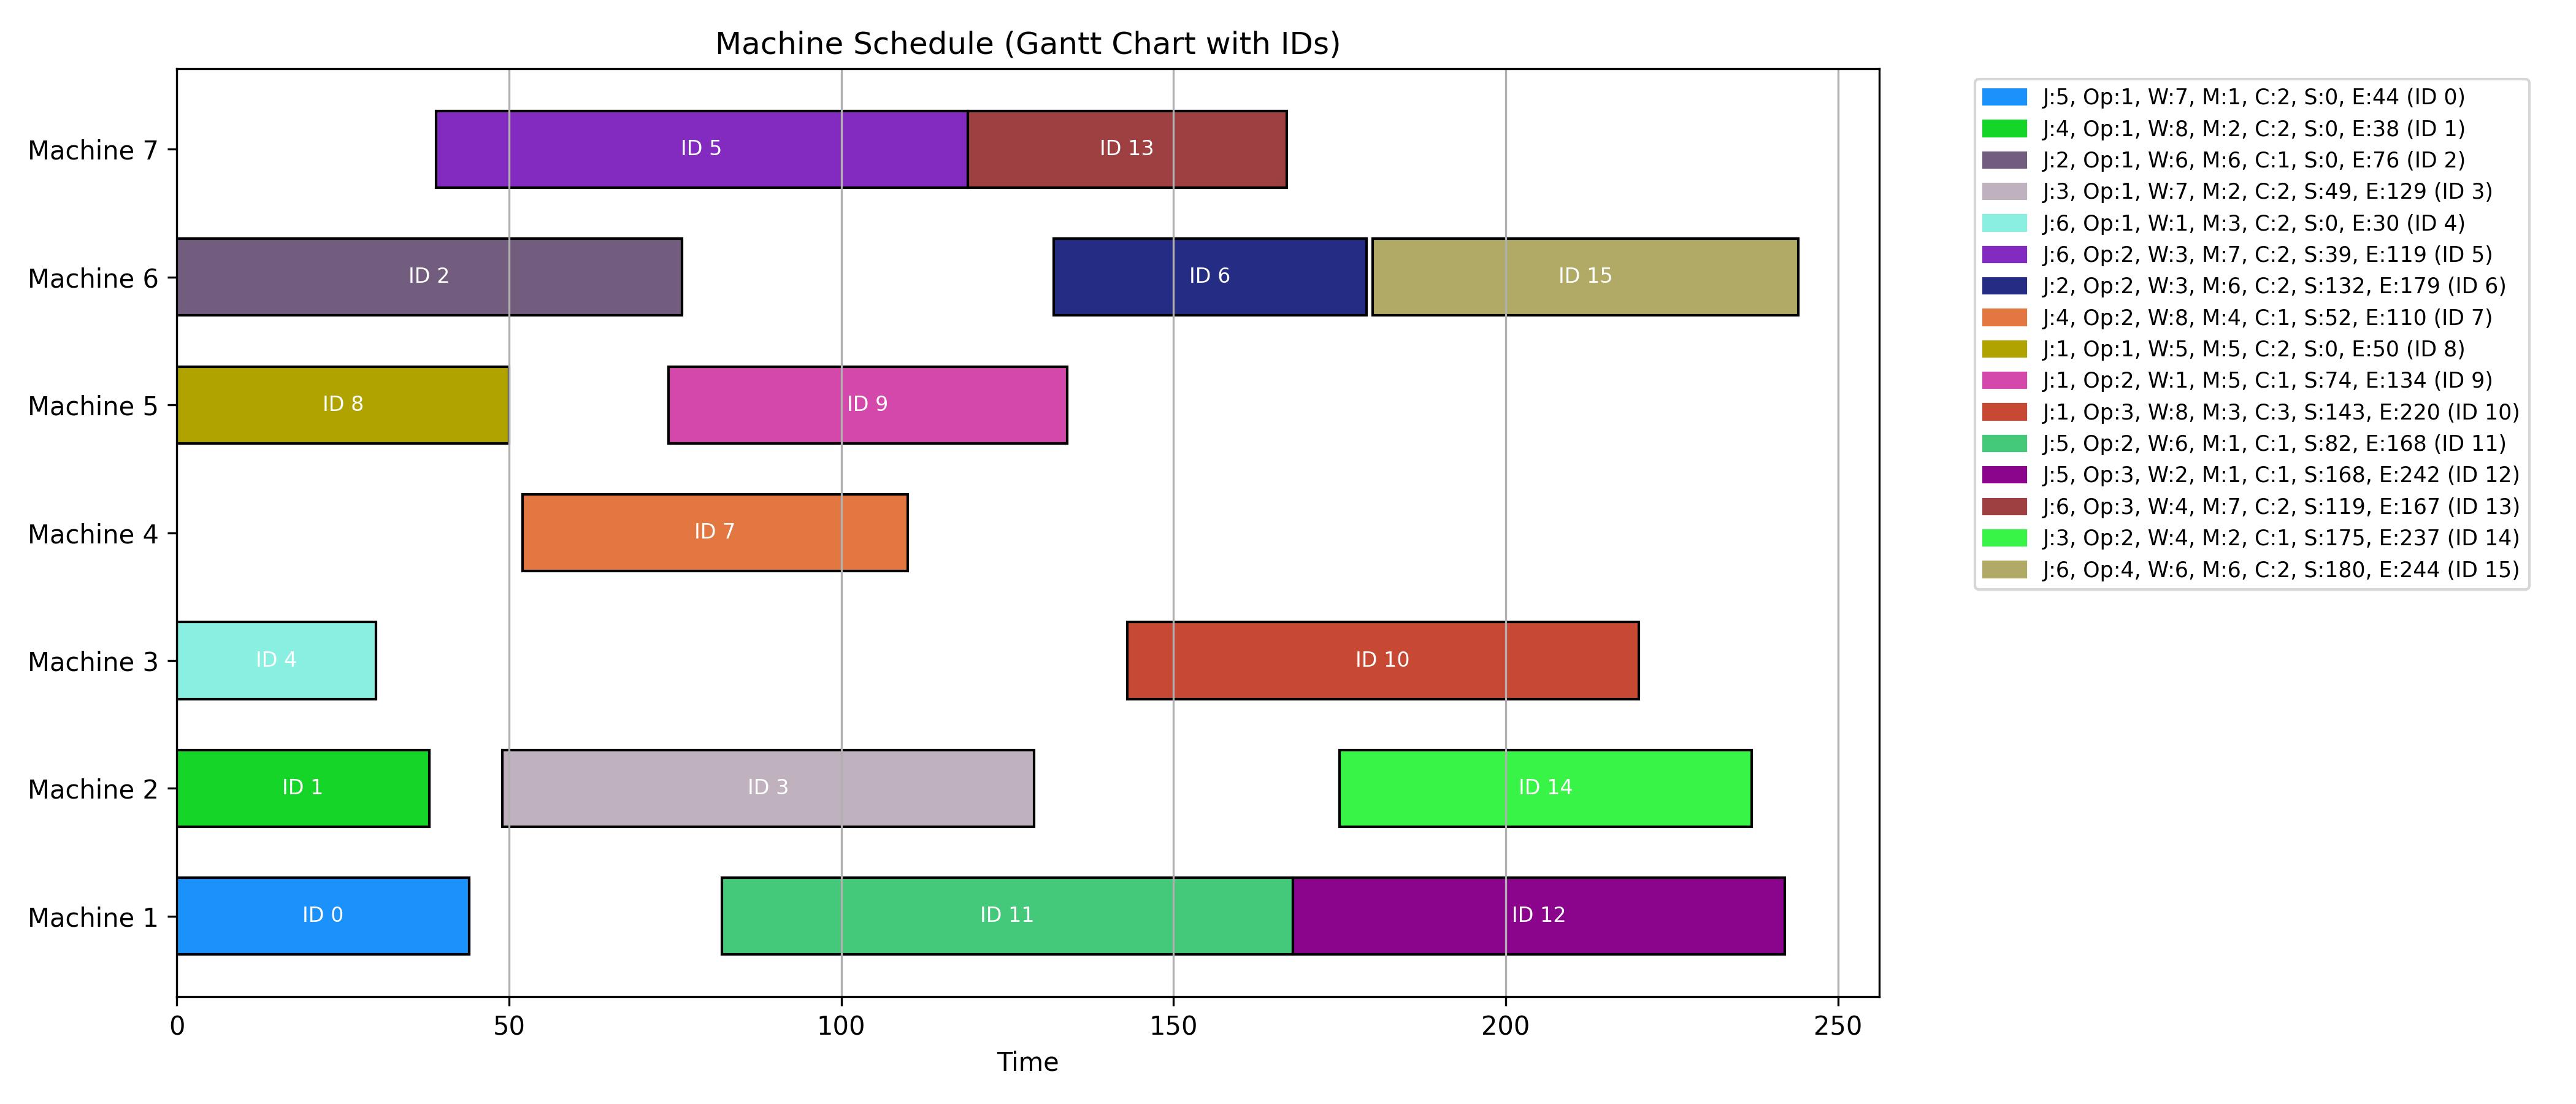 Machine Schedule (Gantt Chart with IDs)
Machine 7
ID 5
ID 13
Machine 6
ID 2
ID 6
ID 15
Machine 5
ID 8
ID 9
Machine 4
ID 7
Machine 3
ID 4
ID 10
Machine 2
ID 1
ID 3
ID 14
Machine 1
ID 0
ID 11
ID 12
0 50 100 150 200 250
Time
J:5, Op:1, W:7, M:1, C:2, S:0, E:44 (ID 0)
J:4, Op:1, W:8, M:2, C:2, S:0, E:38 (ID 1)
J:2, Op:1, W:6, M:6, C:1, S:0, E:76 (ID 2)
J:3, Op:1, W:7, M:2, C:2, S:49, E:129 (ID 3)
J:6, Op:1, W:1, M:3, C:2, S:0, E:30 (ID 4)
J:6, Op:2, W:3, M:7, C:2, S:39, E:119 (ID 5)
J:2, Op:2, W:3, M:6, C:2, S:132, E:179 (ID 6)
J:4, Op:2, W:8, M:4, C:1, S:52, E:110 (ID 7)
J:1, Op:1, W:5, M:5, C:2, S:0, E:50 (ID 8)
J:1, Op:2, W:1, M:5, C:1, S:74, E:134 (ID 9)
J:1, Op:3, W:8, M:3, C:3, S:143, E:220 (ID 10)
J:5, Op:2, W:6, M:1, C:1, S:82, E:168 (ID 11)
J:5, Op:3, W:2, M:1, C:1, S:168, E:242 (ID 12)
J:6, Op:3, W:4, M:7, C:2, S:119, E:167 (ID 13)
J:3, Op:2, W:4, M:2, C:1, S:175, E:237 (ID 14)
J:6, Op:4, W:6, M:6, C:2, S:180, E:244 (ID 15)